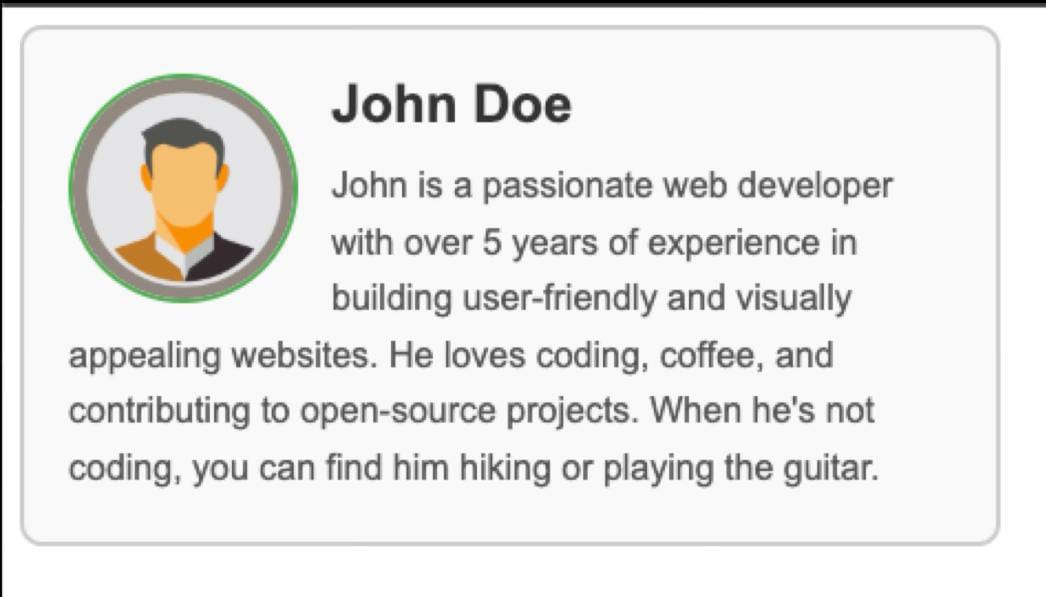 John Doe
John is a passionate web developer
with over 5 years of experience in
building user-friendly and visually
appealing websites. He loves coding, coffee, and
contributing to open-source projects. When he's not
coding, you can find him hiking or playing the guitar.